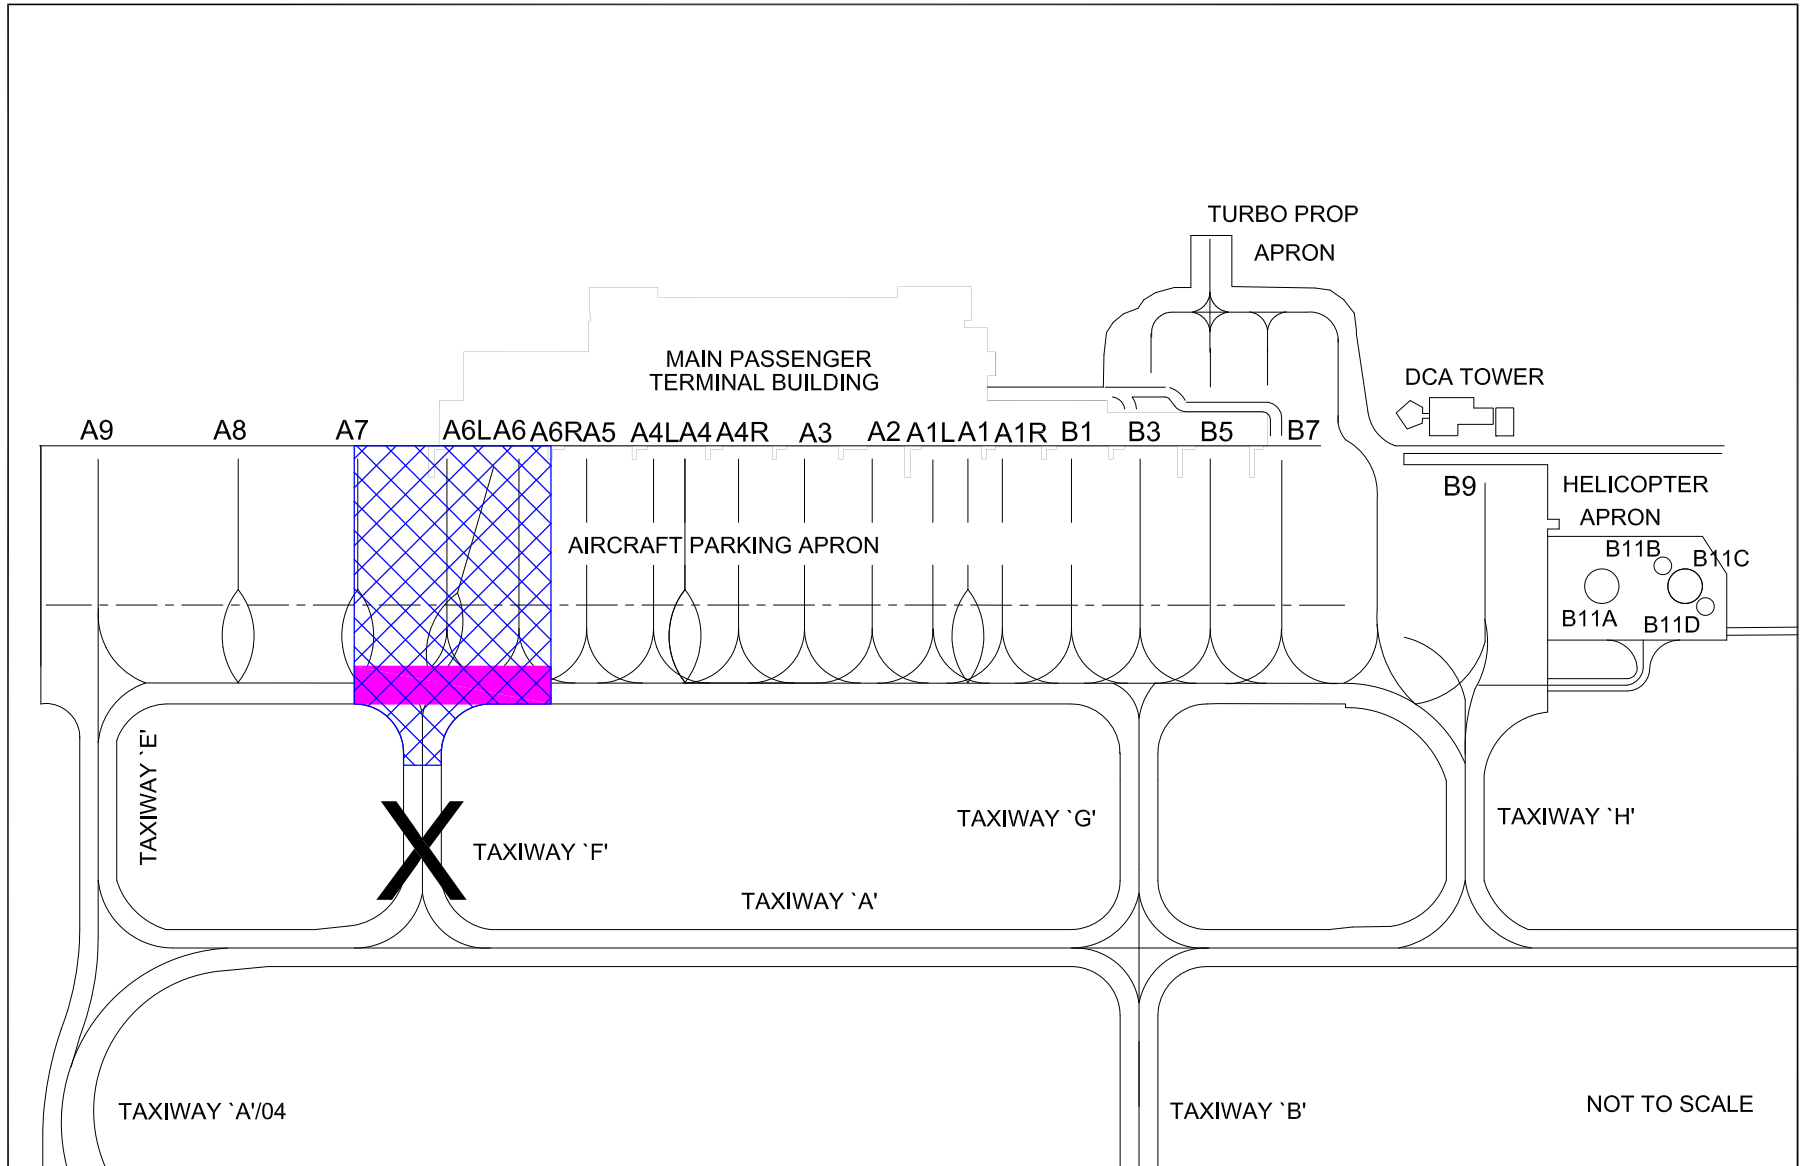 TURBO PROP
APRON
MAIN PASSENGER
TERMINAL BUILDING
DCA TOWER
A9 A8 A7 A6L A6 A6R A5 A4L A4 A4R A3 A2 A1L A1 A1R B1 B3 B5 B7
B9
HELICOPTER
APRON
AIRCRAFT PARKING APRON
B11B
B11C
B11A
B11D
TAXIWAY `E'
TAXIWAY `F'
TAXIWAY `G'
TAXIWAY `H'
X
TAXIWAY `A'
TAXIWAY `A'/04
TAXIWAY `B'
NOT TO SCALE